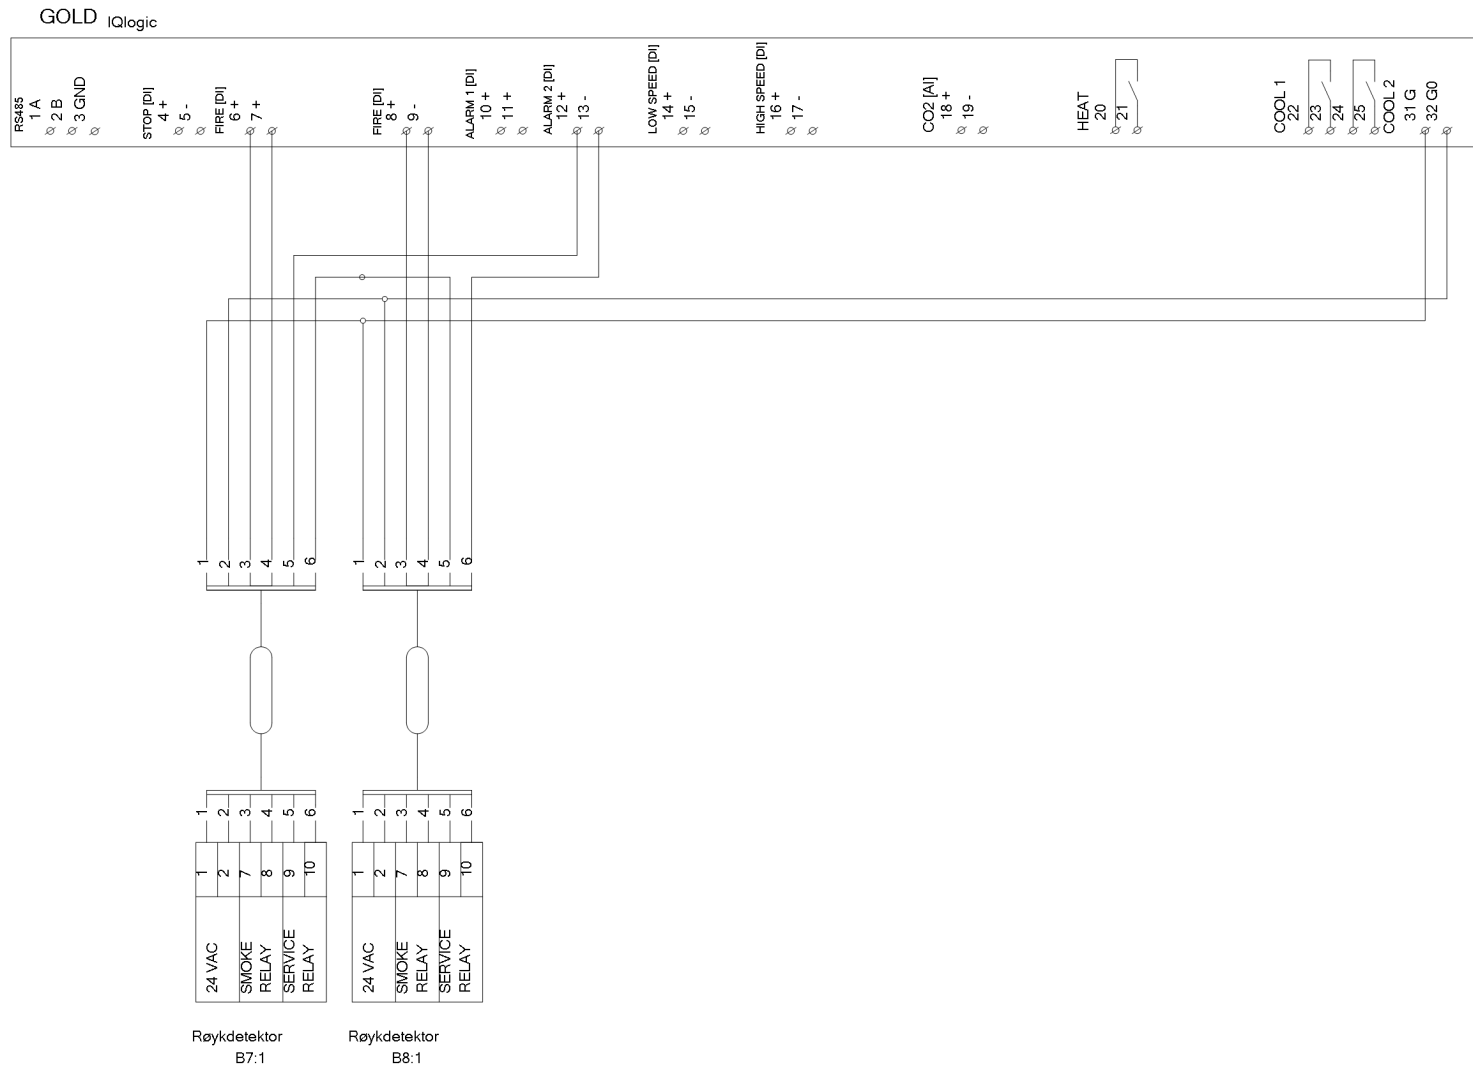 GOLD IQlogic
RS485
1 A
2 B
3 GND
STOP [DI]
4 +
5 -
FIRE [DI]
6 +
7 +
FIRE [DI]
8 +
9 -
ALARM 1 [DI]
10 +
11 +
ALARM 2 [DI]
12 +
13 -
LOW SPEED [DI]
14 +
15 -
HIGH SPEED [DI]
16 +
17 -
CO2 [AI]
18 +
19 -
HEAT
20
21
COOL 1
22
23
24
25
COOL 2
31 G
32 G0
1 2 3 4 5 6
1 2 3 4 5 6
1 2 3 4 5 6
1 2 3 4 5 6
1 2 7 8 9 10
1 2 7 8 9 10
24 VAC
SMOKE
RELAY
SERVICE
RELAY
24 VAC
SMOKE
RELAY
SERVICE
RELAY
Røykdetektor
B7:1
Røykdetektor
B8:1